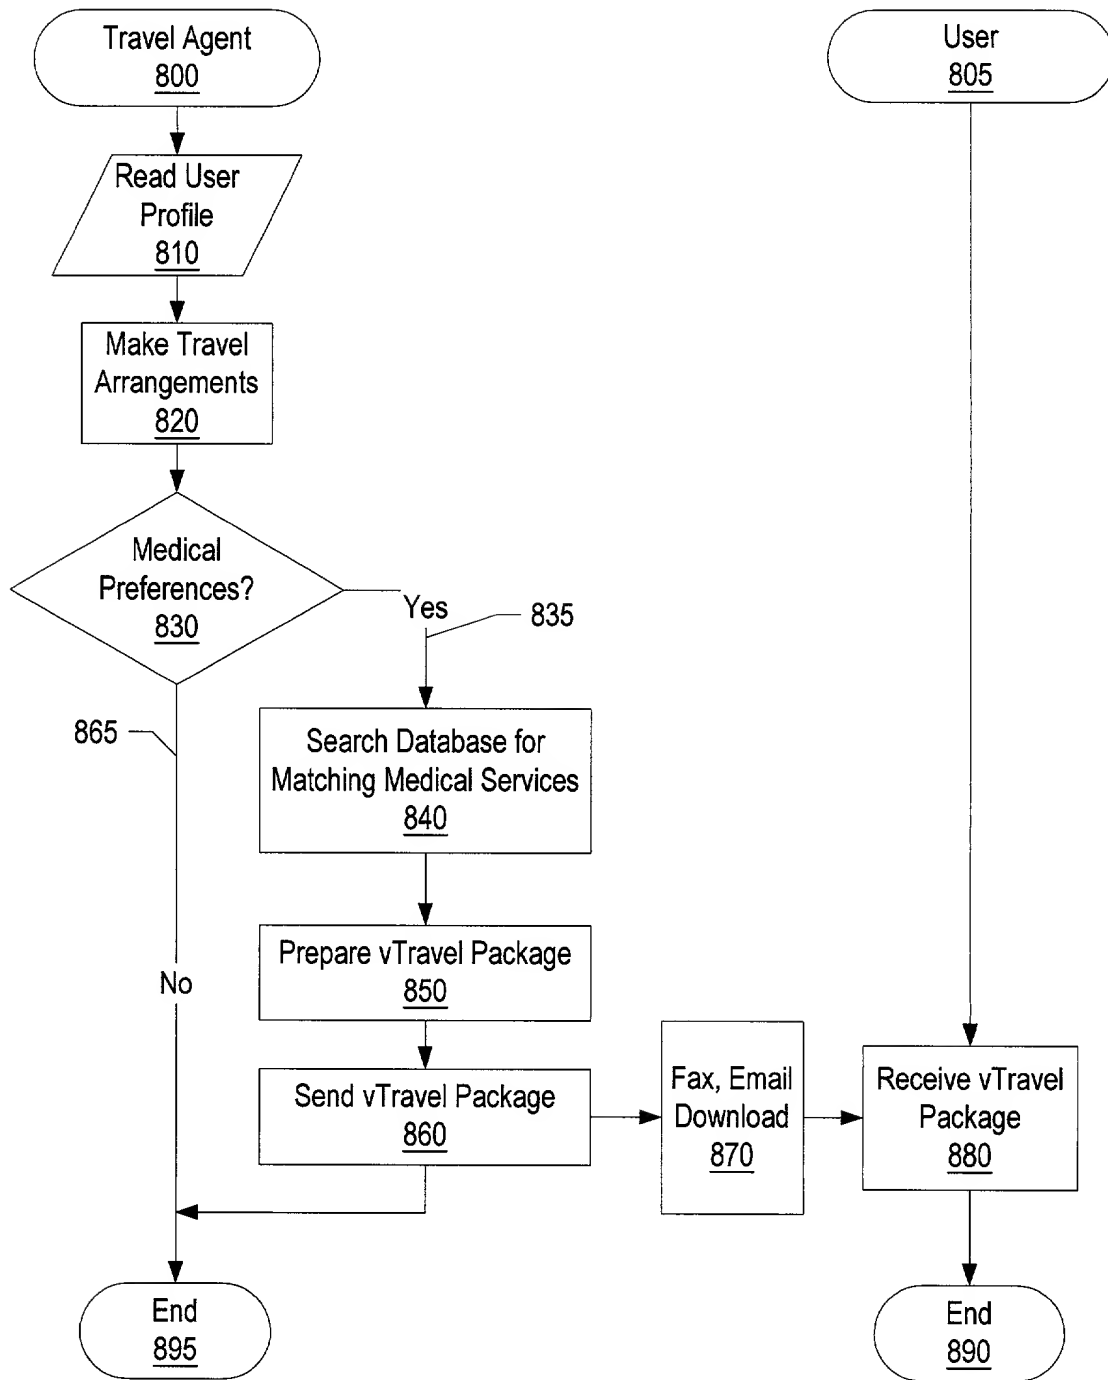 Travel Agent
800
User
805
Read User
Profile
810
Make Travel
Arrangements
820
Medical
Preferences?
830
Yes
835
865
Search Database for
Matching Medical Services
840
No
Prepare vTravel Package
850
Send vTravel Package
860
Fax, Email
Download
870
Receive vTravel
Package
880
End
895
End
890